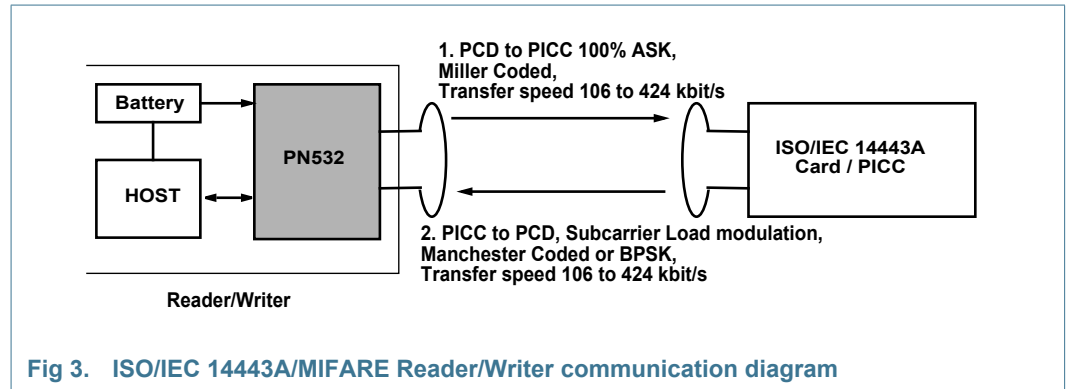 1. PCD to PICC 100% ASK,
Miller Coded,
Transfer speed 106 to 424 kbit/s
Battery
PN532
HOST
ISO/IEC 14443A
Card / PICC
2. PICC to PCD, Subcarrier Load modulation,
Manchester Coded or BPSK,
Transfer speed 106 to 424 kbit/s
Reader/Writer
Fig 3. ISO/IEC 14443A/MIFARE Reader/Writer communication diagram